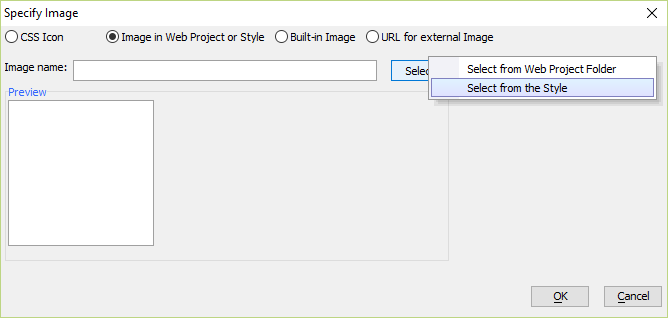 Specify Image
CSS Icon Image in Web Project or Style Built-in Image URL for external Image
Image name: Select
Select from Web Project Folder
Select from the Style
Preview
OK Cancel